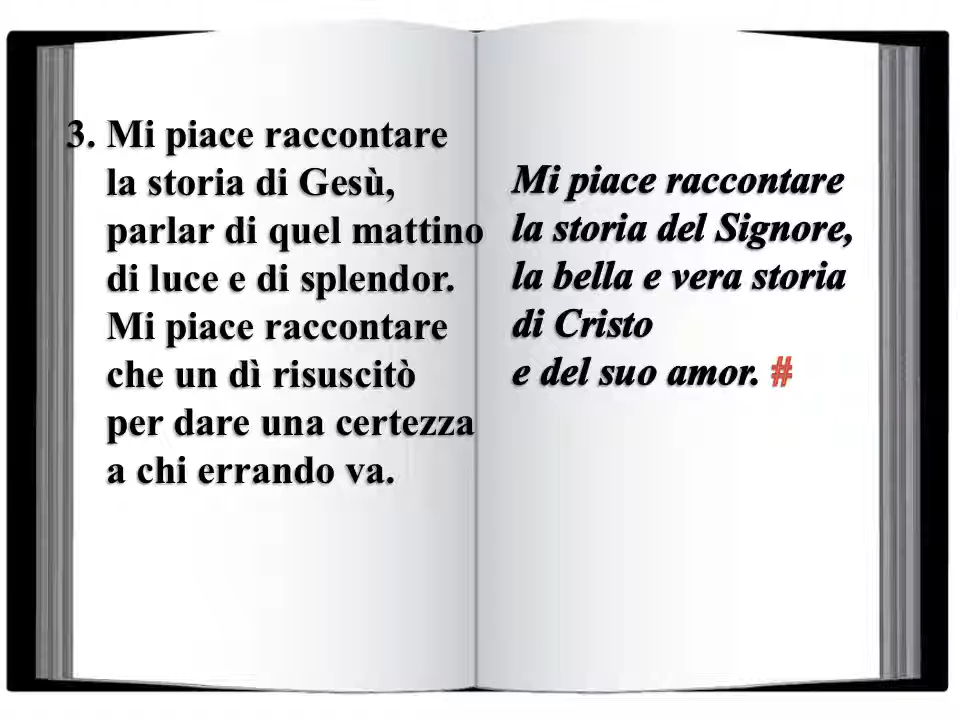 3. Mi piace raccontare
la storia di Gesù,
parlar di quel mattino
di luce e di splendor.
Mi piace raccontare
che un dì risuscitò
per dare una certezza
a chi errando va.
Mi piace raccontare
la storia del Signore,
la bella e vera storia
di Cristo
e del suo amor. #